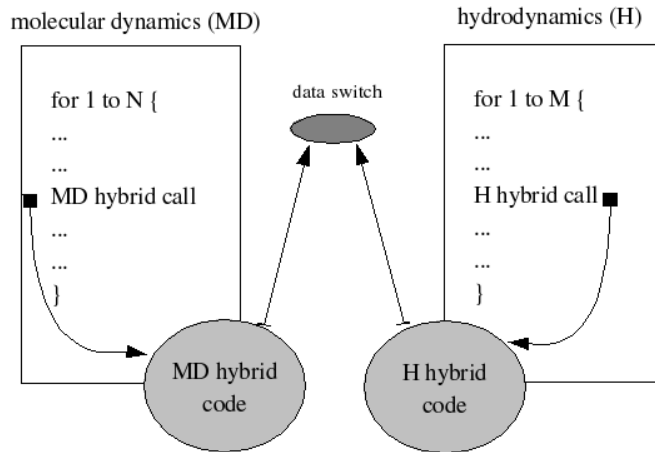 molecular dynamics (MD)
for 1 to N {
...
...
MD hybrid call
...
...
}
MD hybrid
code
data switch
hydrodynamics (H)
for 1 to M {
...
...
H hybrid call
...
...
}
H hybrid
code